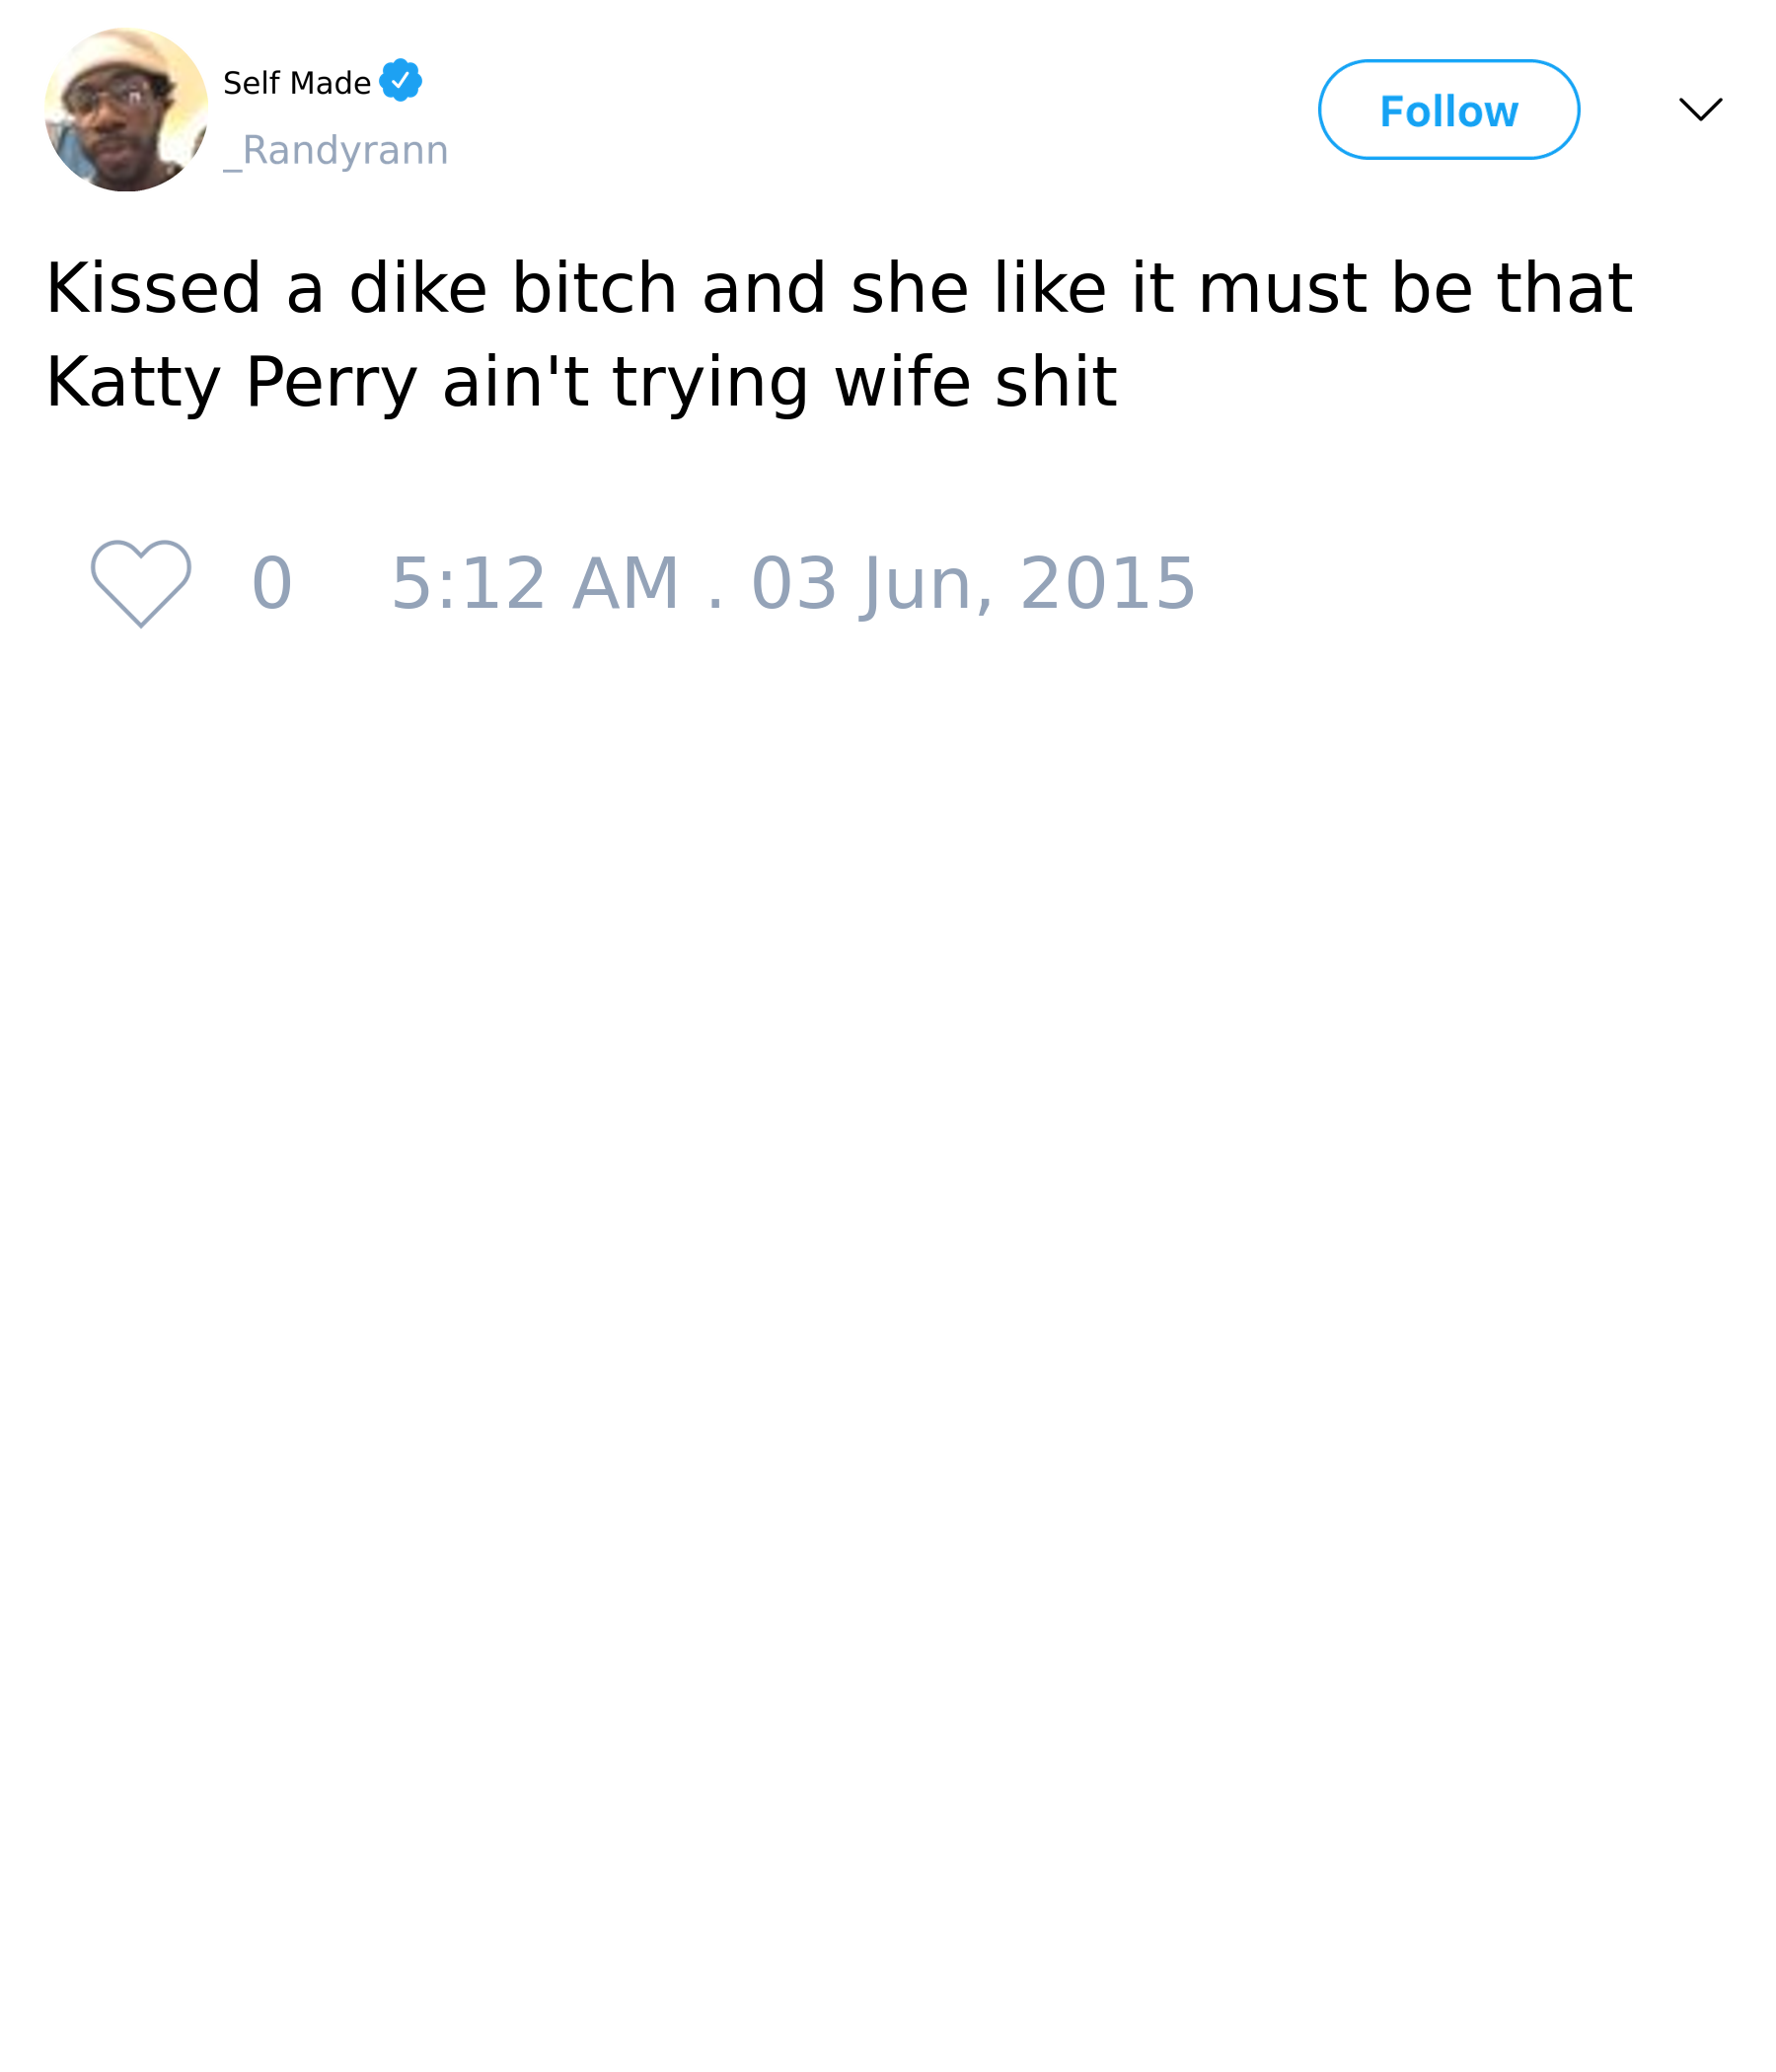 Self Made
_Randyrann
Follow
Kissed a dike bitch and she like it must be that
Katty Perry ain't trying wife shit
0 5:12 AM . 03 Jun, 2015